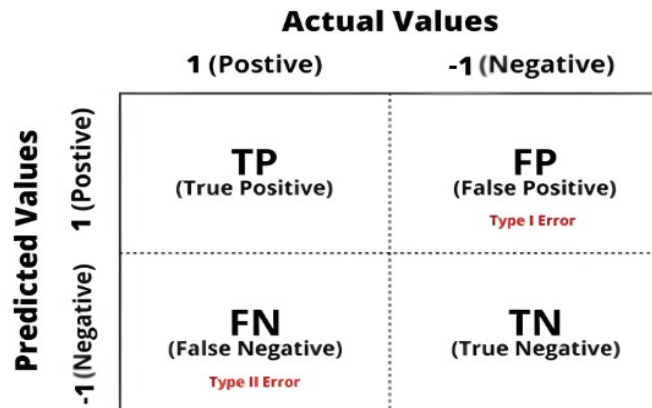 Actual Values
1 (Postive)
-1 (Negative)
Predicted Values
1 (Postive)
TP
(True Positive)
FP
(False Positive)
Type I Error
-1 (Negative)
FN
(False Negative)
Type II Error
TN
(True Negative)